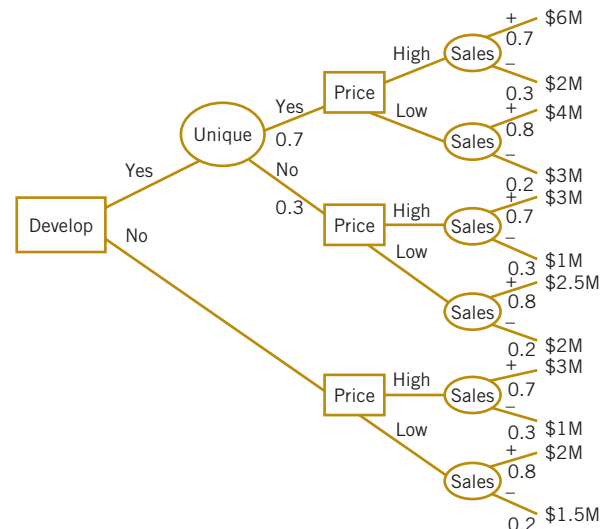 + $6M
0.7
High Sales
–
0.3 $2M
Price
+ $4M
Low 0.8
Yes
Sales
Unique 0.7
–
0.2 $3M
Yes
No
+ $3M
0.3
High 0.7
Price Sales
–
Develop
No
Low
0.3 $1M
+ $2.5M
0.8
Sales
–
0.2 $2M
+ $3M
High 0.7
Price Sales
–
0.3 $1M
Low
+ $2M
0.8
Sales
–
0.2 $1.5M